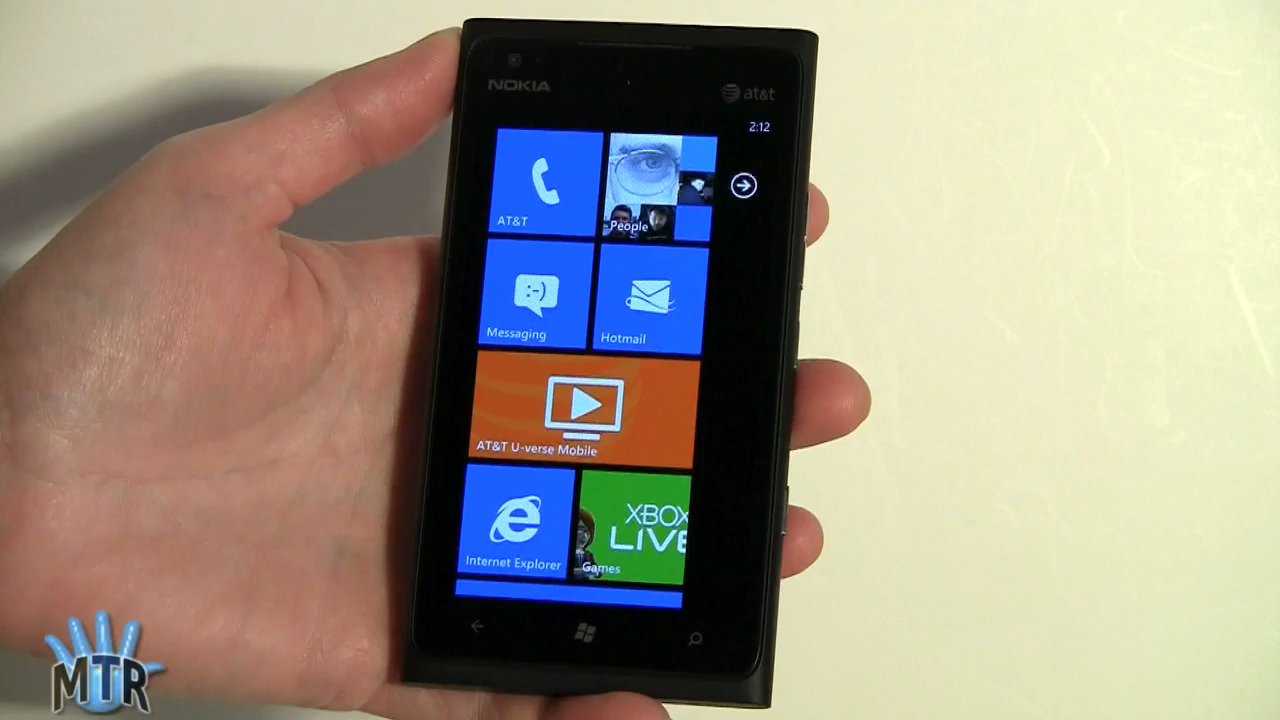 NOKIA
at&t
2:12
AT&T
People
:-)
Messaging
Hotmail
AT&T U-verse Mobile
Internet Explorer
XBOX
LIVE
Games
MTR